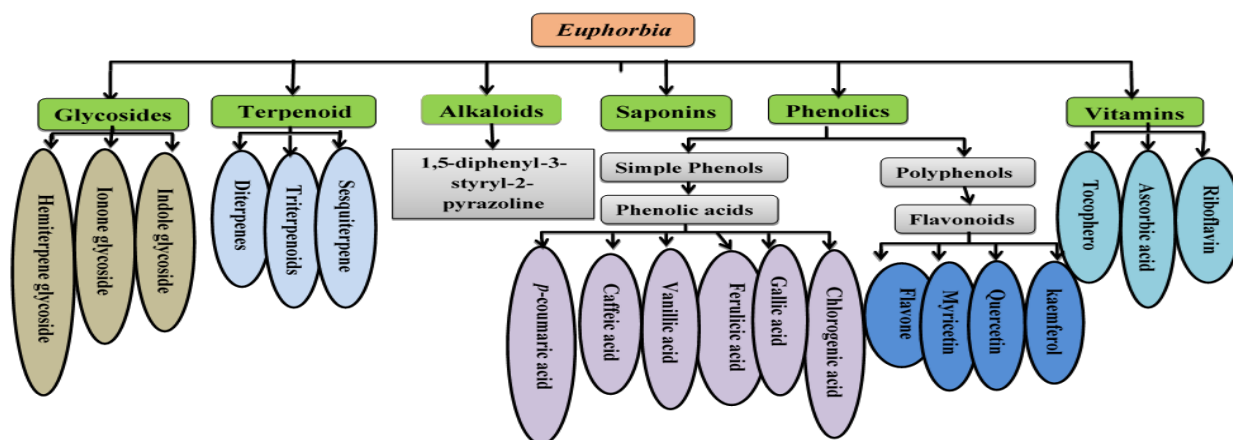 Euphorbia
Glycosides
Terpenoid
Alkaloids
Saponins
Phenolics
Vitamins
Hemiterpene glycoside
Ionone glycoside
Indole glycoside
Diterpenes
Triterpenoids
Sesquiterpene
1,5-diphenyl-3-
styryl-2-
pyrazoline
Simple Phenols
Phenolic acids
Polyphenols
Flavonoids
p-coumaric acid
Caffeic acid
Vanillic acid
Ferulicic acid
Gallic acid
Chlorogenic acid
Flavone
Myricetin
Quercetin
kaemferol
Tocophero
Ascorbic acid
Riboflavin